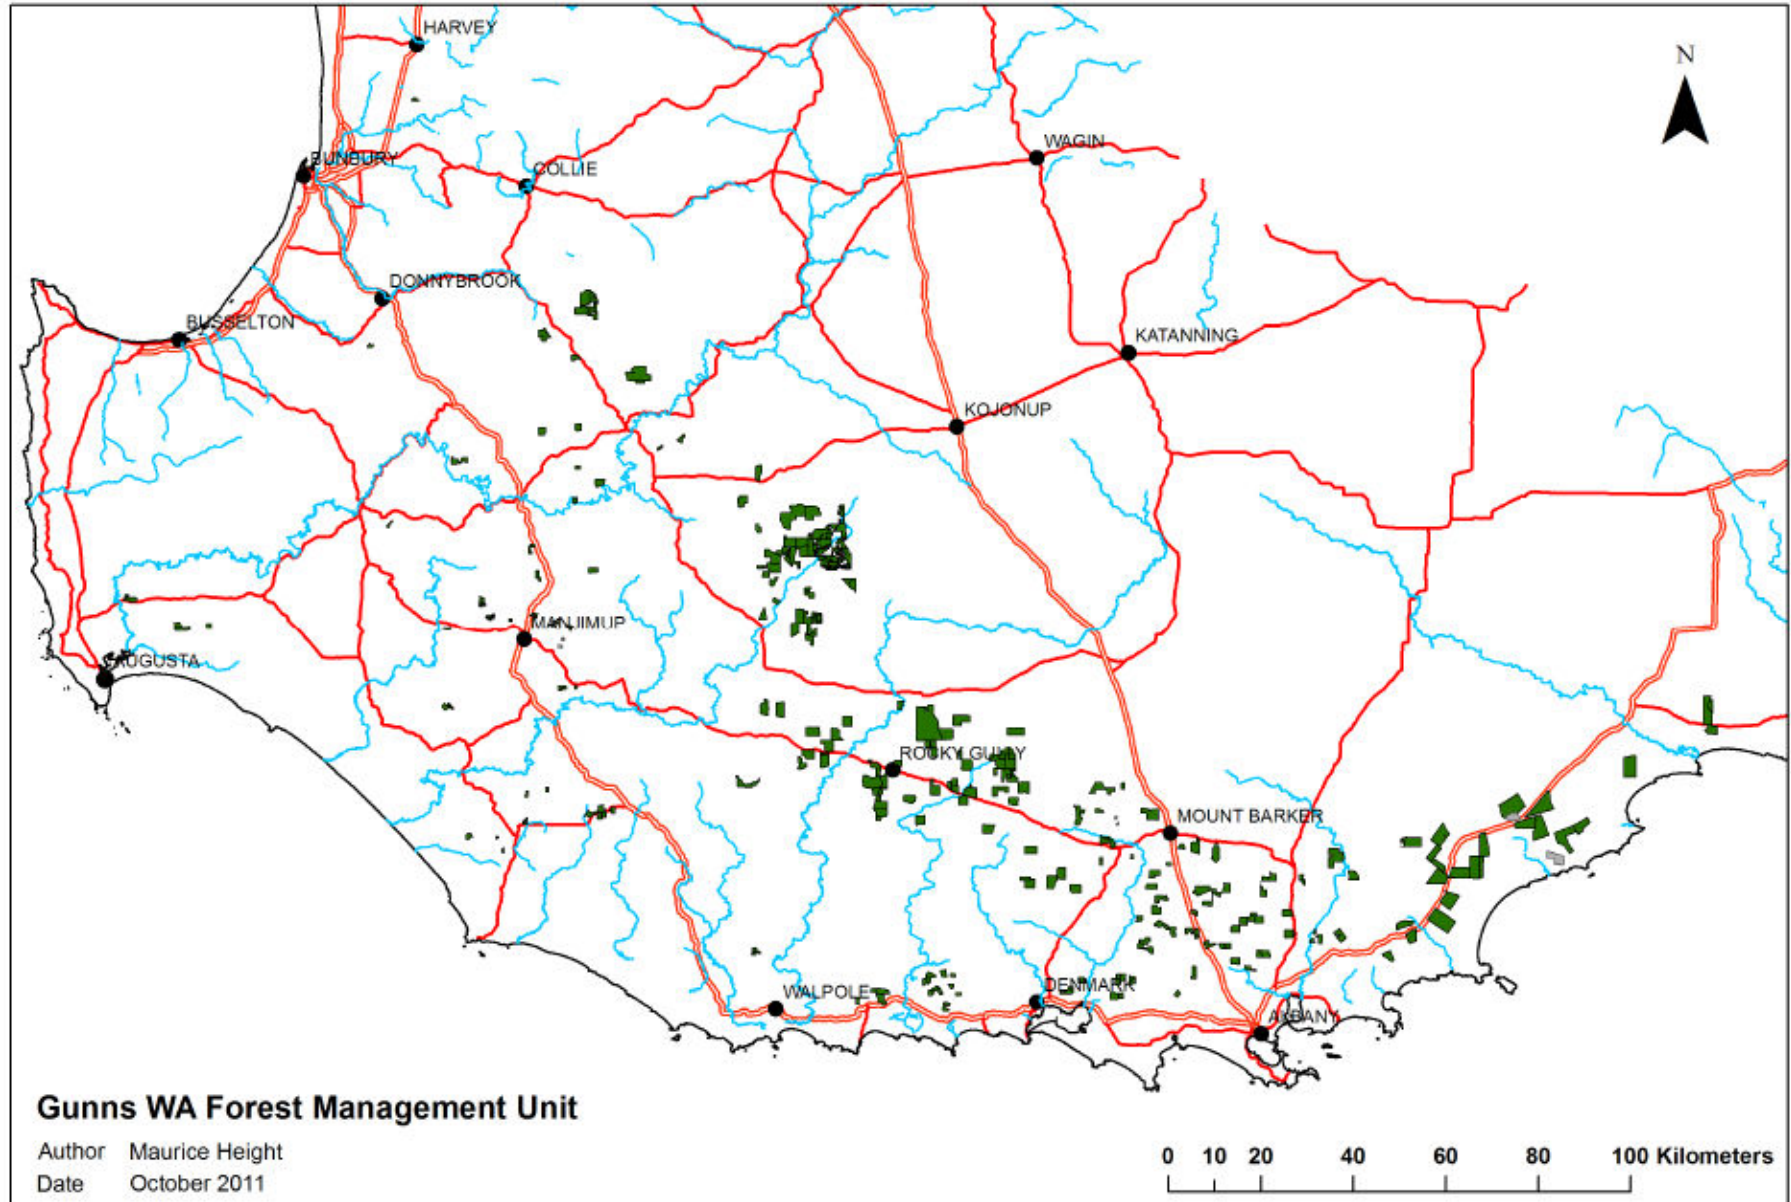 N
HARVEY
WAGIN
BUNBURY
COLLIE
DONNYBROOK
BUSSELTON
KATANNING
KOJONUP
MANJIMUP
AUGUSTA
ROCKY GULLY
MOUNT BARKER
WALPOLE
DENMARK
ALBANY
Gunns WA Forest Management Unit
Author Maurice Height
Date October 2011
0 10 20 40 60 80 100 Kilometers